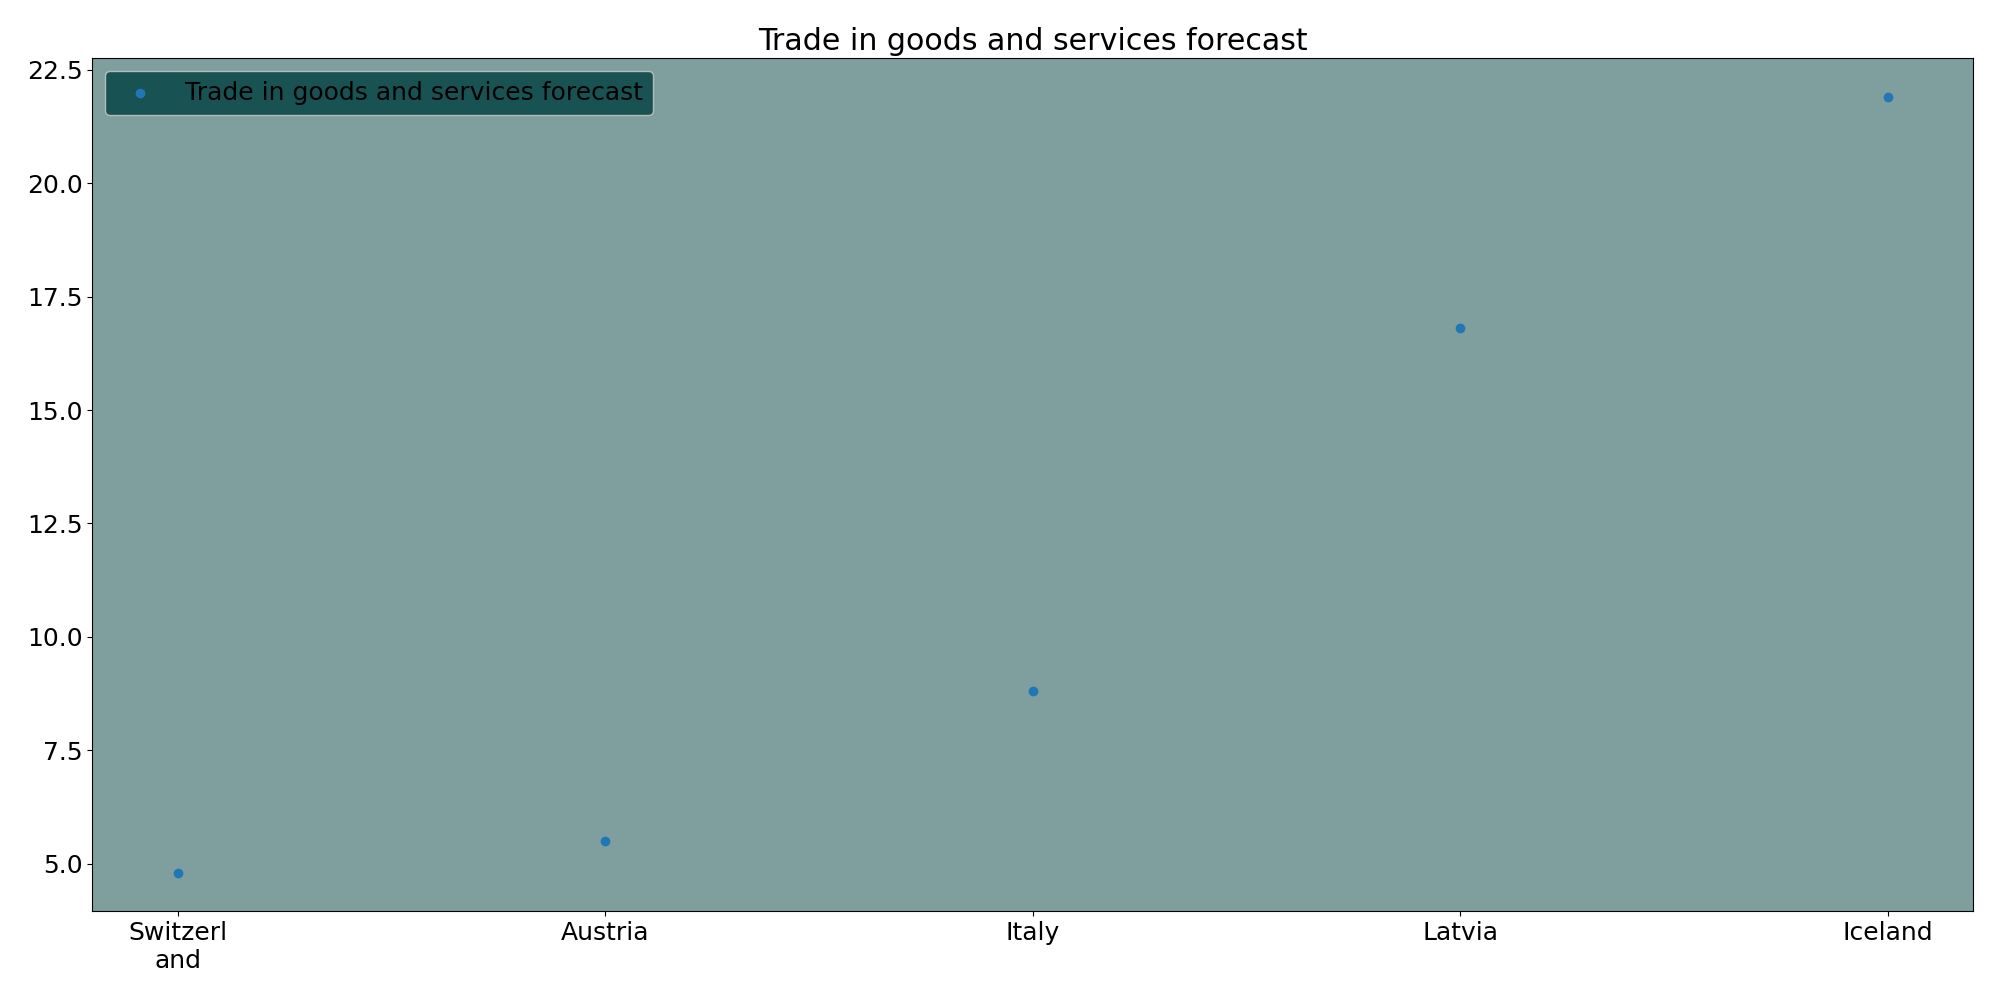 Trade in goods and services forecast
Trade in goods and services forecast
22.5
20.0
17.5
15.0
12.5
10.0
7.5
5.0
Switzerl
and
Austria
Italy
Latvia
Iceland